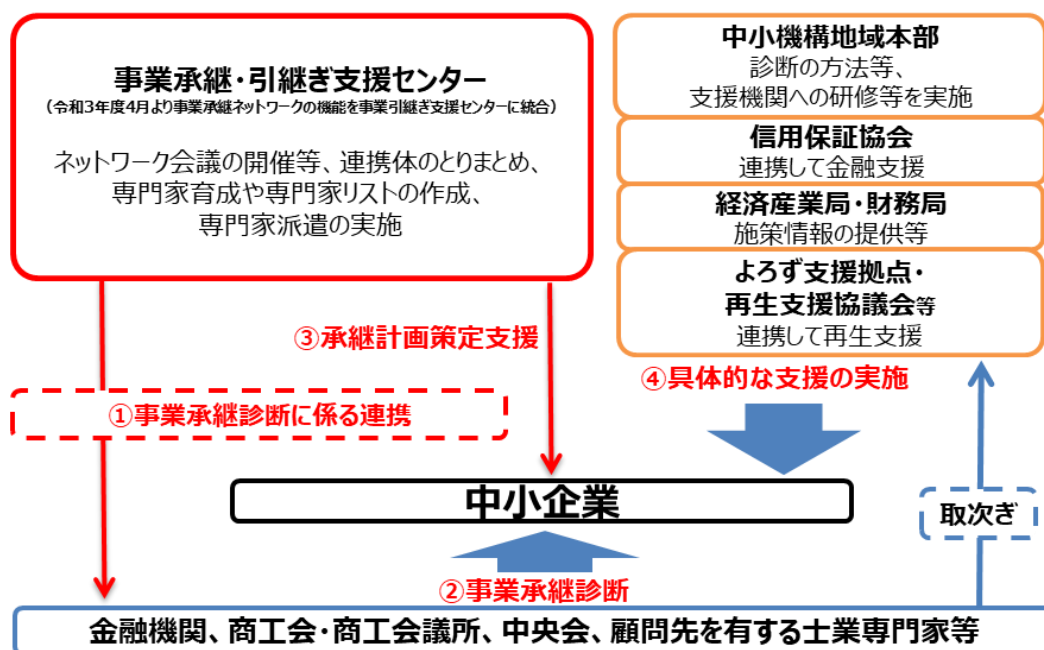 事業承継・引継ぎ支援センター
（令和3年度4月より事業承継ネットワークの機能を事業引継ぎ支援センターに統合）
ネットワーク会議の開催等、連携体のとりまとめ、
専門家育成や専門家リストの作成、
専門家派遣の実施
中小機構地域本部
診断の方法等、
支援機関への研修等を実施
信用保証協会
連携して金融支援
経済産業局・財務局
施策情報の提供等
よろず支援拠点・
再生支援協議会等
連携して再生支援
③承継計画策定支援
④具体的な支援の実施
①事業承継診断に係る連携
中小企業
取次ぎ
②事業承継診断
金融機関、商工会・商工会議所、中央会、顧問先を有する士業専門家等